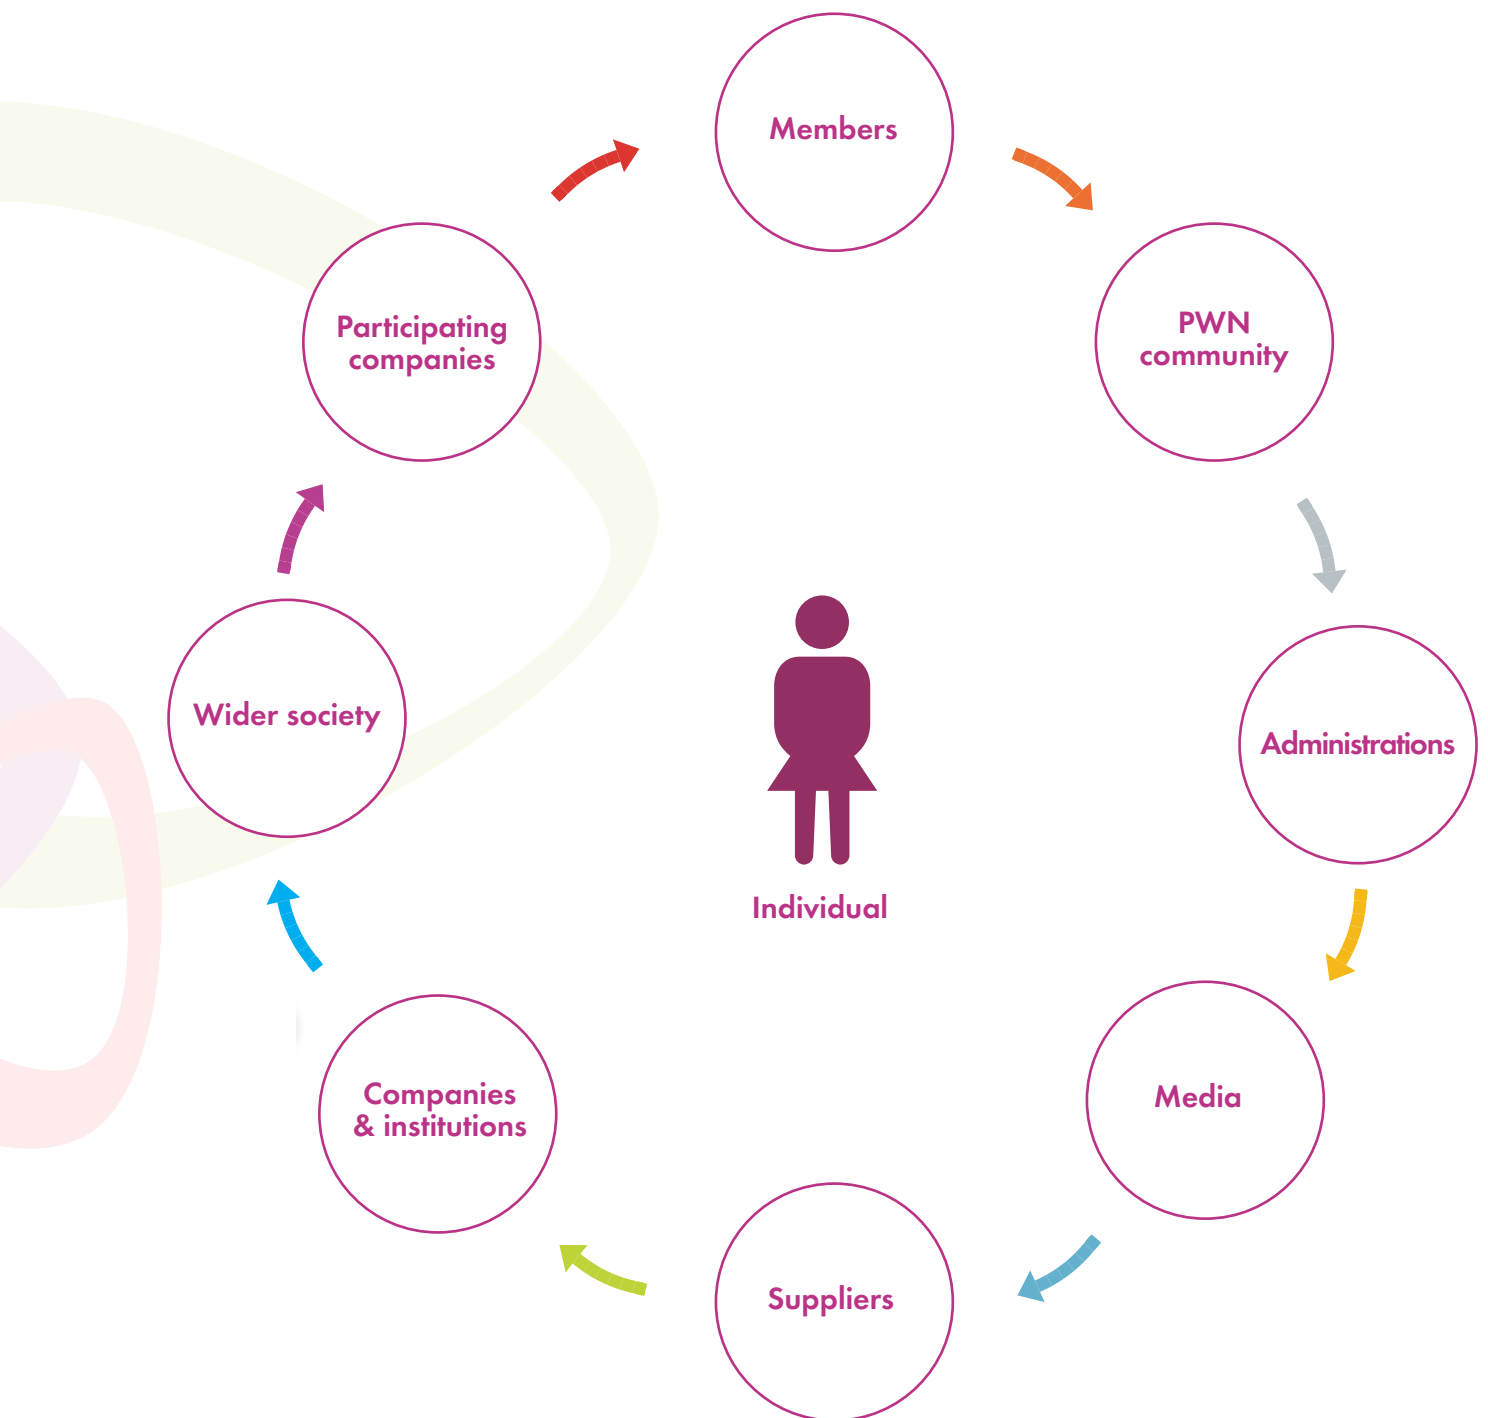 Members
Participating
companies
PWN
community
Wider society
Administrations
Individual
Companies
& institutions
Media
Suppliers